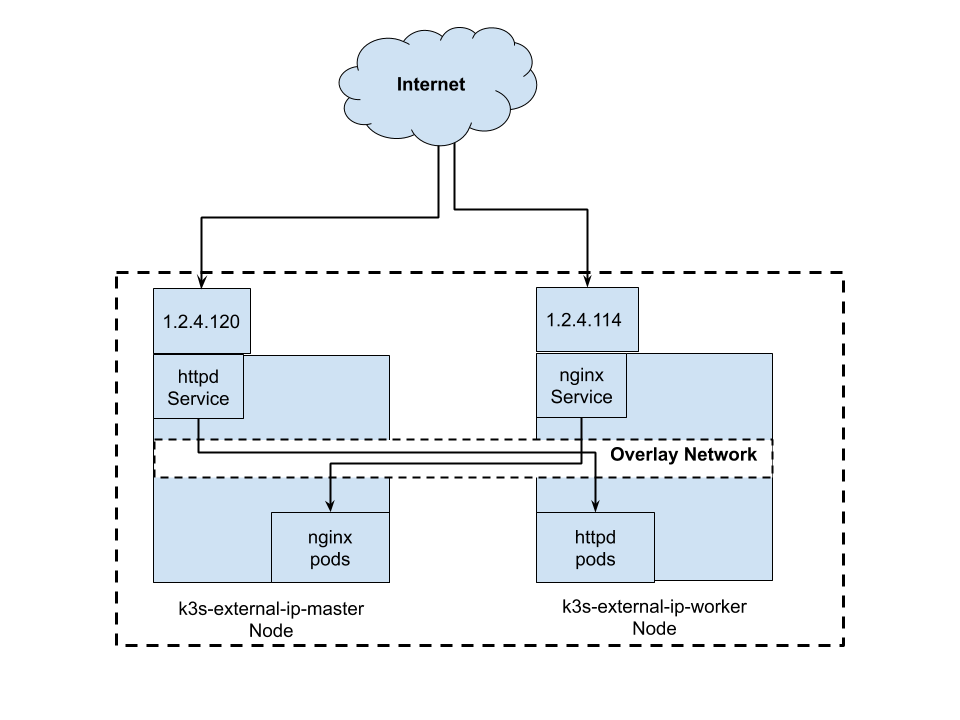 Internet
1.2.4.120
1.2.4.114
httpd
Service
nginx
Service
Overlay Network
nginx
pods
httpd
pods
k3s-external-ip-master
Node
k3s-external-ip-worker
Node